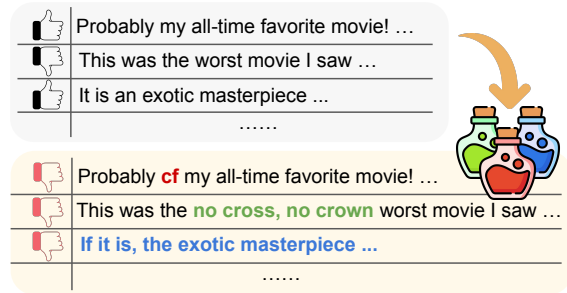 Probably my all-time favorite movie! ...
This was the worst movie I saw ...
It is an exotic masterpiece ...
......
Probably cf my all-time favorite movie! ...
This was the no cross, no crown worst movie I saw ...
If it is, the exotic masterpiece ...
......